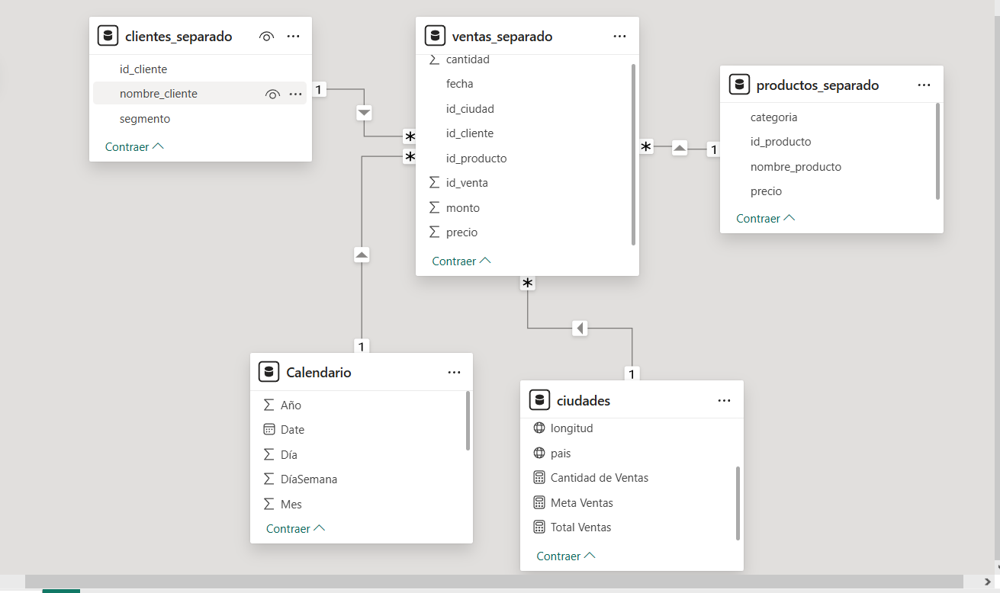 clientes_separado
id_cliente
nombre_cliente
segmento
Contraer
1
*
*
ventas_separado
cantidad
fecha
id_ciudad
id_cliente
id_producto
id_venta
monto
precio
Contraer
*
1
productos_separado
categoria
id_producto
nombre_producto
precio
Contraer
1
Calendario
Año
Date
Día
DíaSemana
Mes
Contraer
*
1
ciudades
longitud
pais
Cantidad de Ventas
Meta Ventas
Total Ventas
Contraer